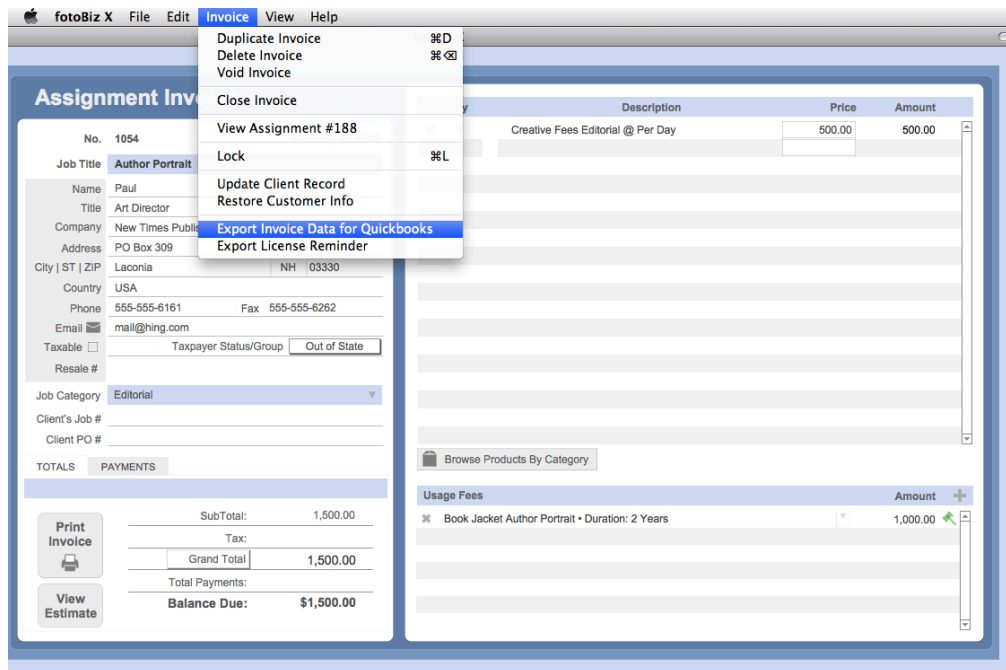 fotoBiz X File Edit Invoice View Help
Duplicate Invoice ⌘D
Delete Invoice ⌘⌫
Void Invoice
Close Invoice
View Assignment #188
Lock ⌘L
Update Client Record
Restore Customer Info
Export Invoice Data for Quickbooks
Export License Reminder
Assignment
No. 1054
Job Title Author Portrait
Name Paul
Title Art Director
Company New Times
Address PO Box 309
City | ST | ZIP Laconia NH 03330
Country USA
Phone 555-555-6161 Fax 555-555-6262
Email mail@hing.com
Taxable Taxpayer Status/Group Out of State
Resale #
Job Category Editorial
Client's Job #
Client PO #
TOTALS PAYMENTS
Print
Invoice
View
Estimate
SubTotal: 1,500.00
Tax:
Grand Total 1,500.00
Total Payments:
Balance Due: $1,500.00
Description Price Amount
Creative Fees Editorial @ Per Day 500.00 500.00
Browse Products By Category
Usage Fees Amount
Book Jacket Author Portrait • Duration: 2 Years 1,000.00